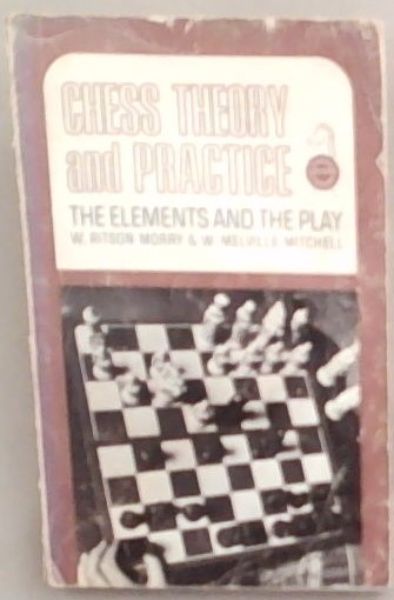 CHESS THEORY
and PRACTICE
THE ELEMENTS AND THE PLAY
W. RITSON MORRY & W. MELVILLE MITCHELL